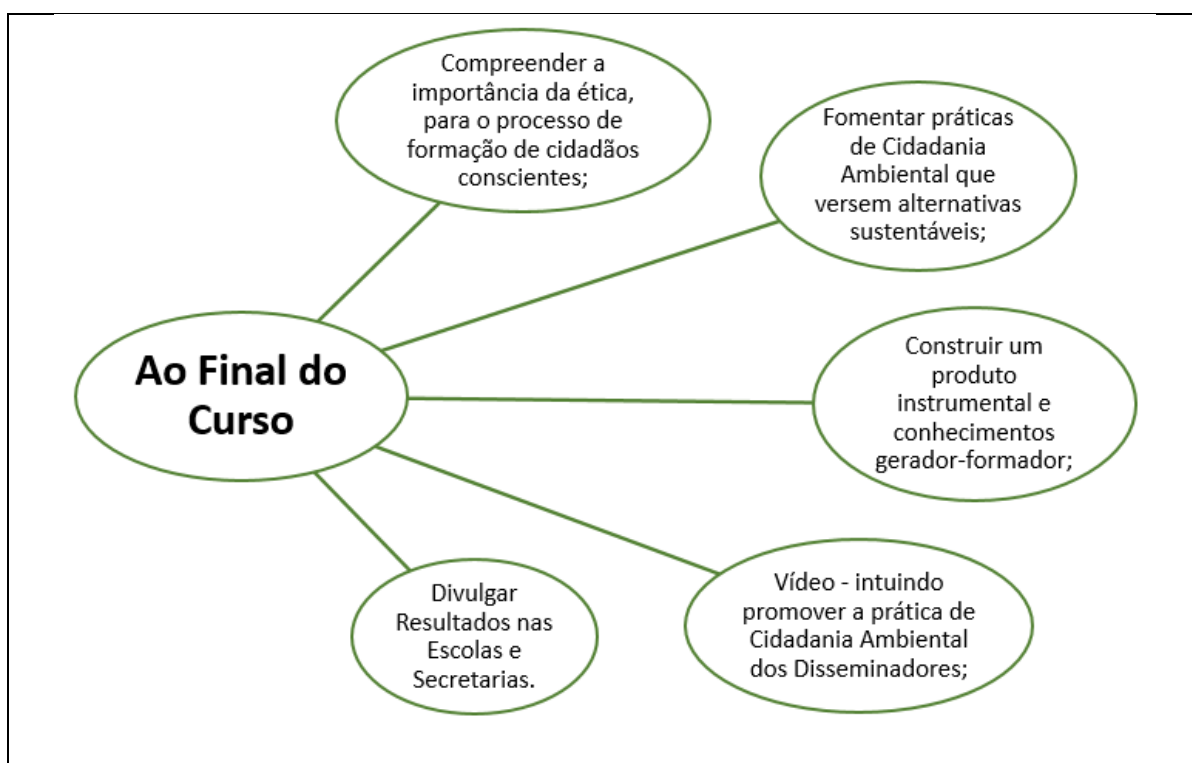 Compreender a
importância da ética,
para o processo de
formação de cidadãos
conscientes;
Fomentar práticas
de Cidadania
Ambiental que
versem alternativas
sustentáveis;
Ao Final do
Curso
Construir um
produto
instrumental e
conhecimentos
gerador-formador;
Vídeo - intuindo
promover a prática de
Cidadania Ambiental
dos Disseminadores;
Divulgar
Resultados nas
Escolas e
Secretarias.